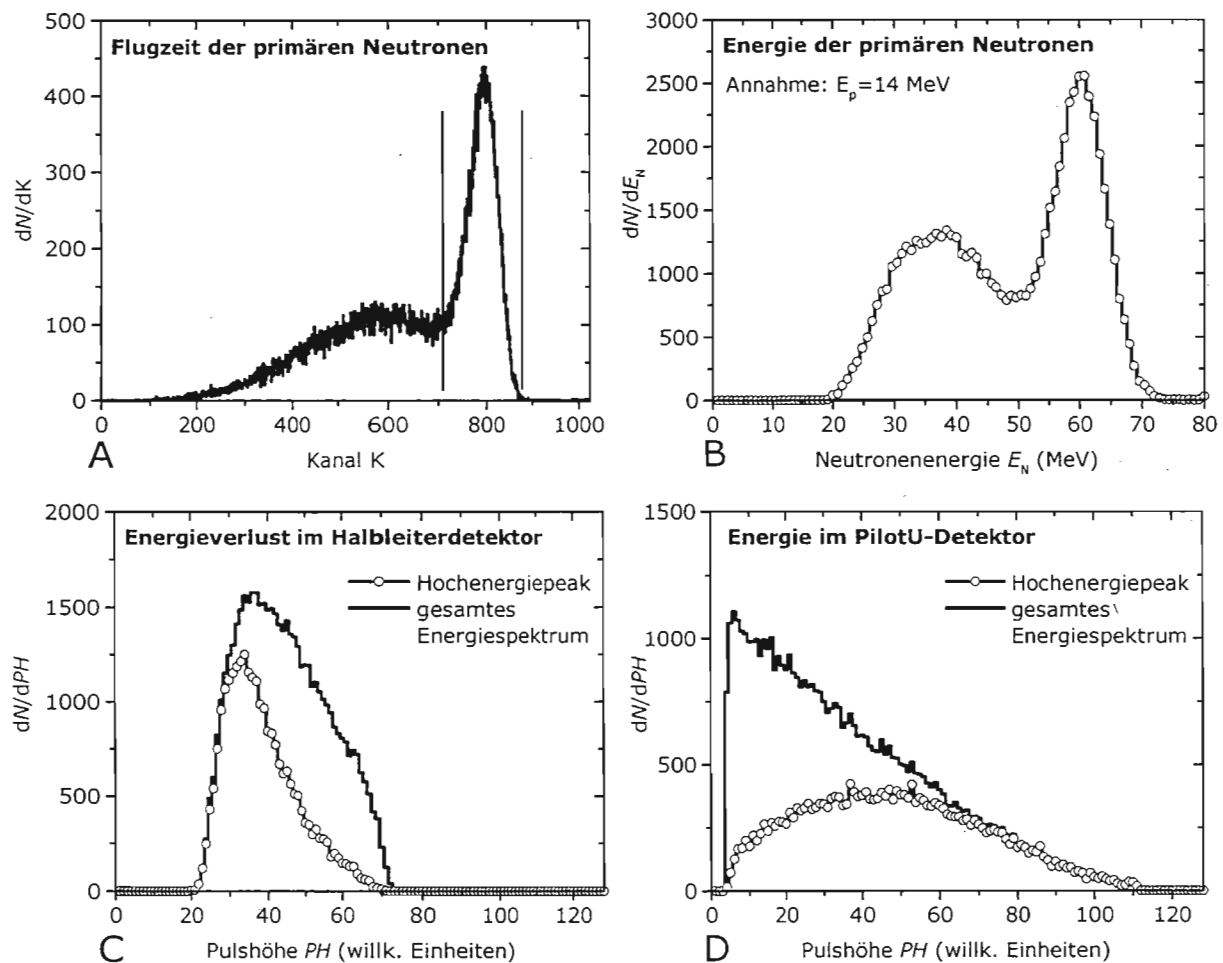 Flugzeit der primären Neutronen
500
400
300
200
100
0
dN/dK
0 200 400 600 800 1000
Kanal K
A
Energie der primären Neutronen
Annahme: Ep=14 MeV
3000
2500
2000
1500
1000
500
0
dN/dEN
0 10 20 30 40 50 60 70 80
Neutronenenergie EN (MeV)
B
Energieverlust im Halbleiterdetektor
Hochenergiepeak
gesamtes
Energiespektrum
2000
1500
1000
500
0
dN/dPH
0 20 40 60 80 100 120
Pulshöhe PH (willk. Einheiten)
C
Energie im PilotU-Detektor
Hochenergiepeak
gesamtes
Energiespektrum
1500
1000
500
0
dN/dPH
0 20 40 60 80 100 120
Pulshöhe PH (willk. Einheiten)
D